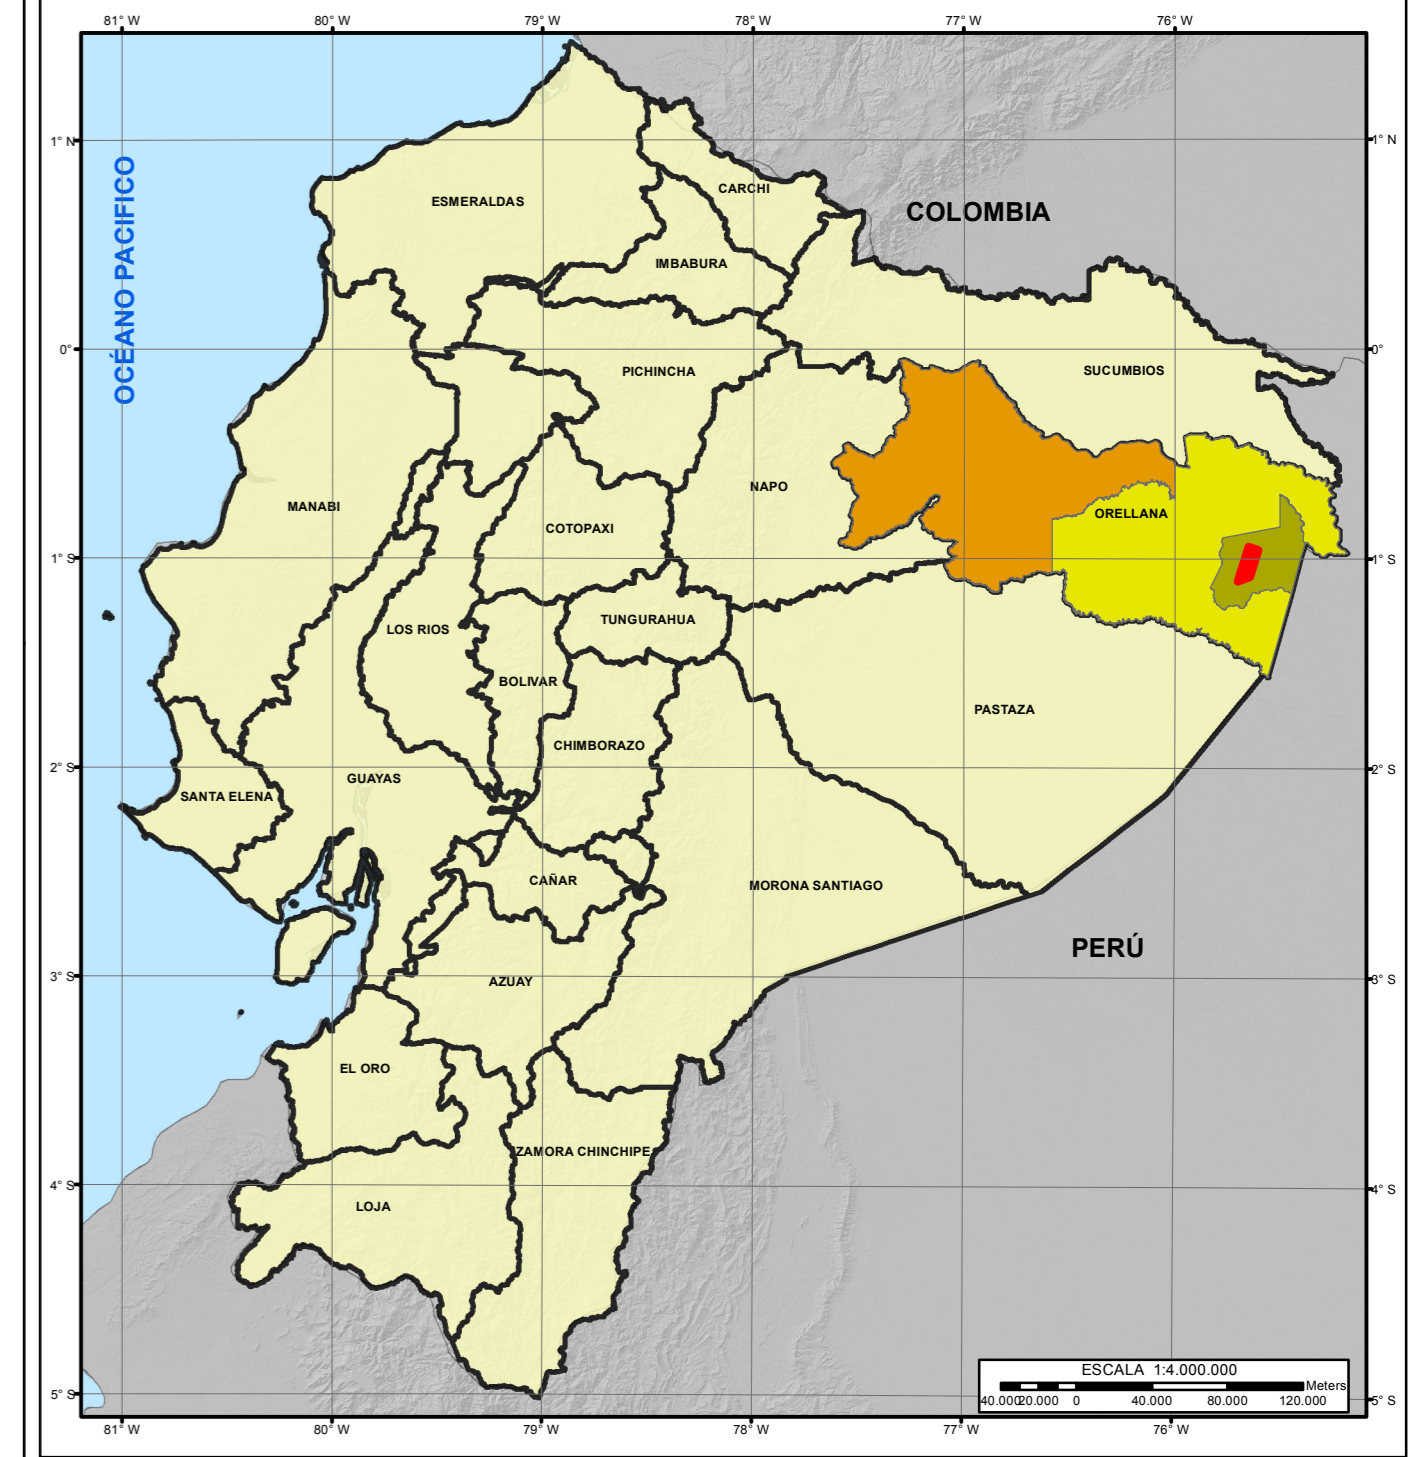 81° W 80° W 79° W 78° W 77° W 76° W
1° N 1° N
OCÉANO PACIFICO
CARCHI
ESMERALDAS
COLOMBIA
IMBABURA
0° 0°
PICHINCHA
SUCUMBIOS
NAPO
MANABI
ORELLANA
COTOPAXI
1° S 1° S
TUNGURAHUA
LOS RIOS
BOLIVAR
PASTAZA
CHIMBORAZO
2° S 2° S
GUAYAS
SANTA ELENA
CAÑAR
MORONA SANTIAGO
PERÚ
3° S 3° S
AZUAY
EL ORO
ZAMORA CHINCHIPE
4° S 4° S
LOJA
ESCALA 1:4.000.000
Meters
40.000 20.000 0 40.000 80.000 120.000
5° S 5° S
81° W 80° W 79° W 78° W 77° W 76° W